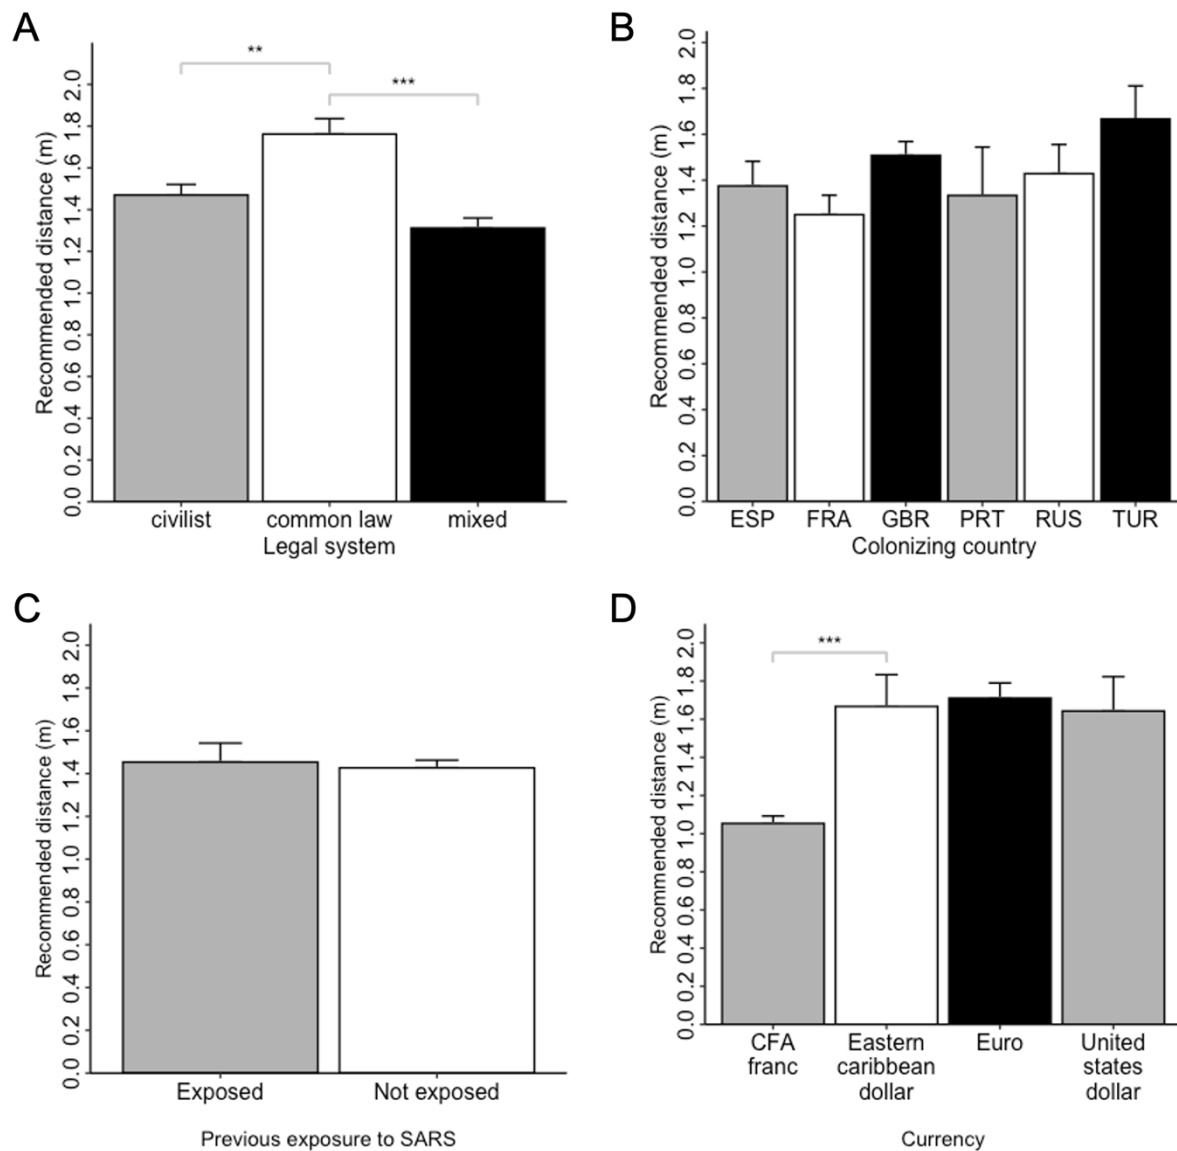 A
**
***
Recommended distance (m)
0.0 0.2 0.4 0.6 0.8 1.0 1.2 1.4 1.6 1.8 2.0
civilist common law mixed
Legal system
B
Recommended distance (m)
0.0 0.2 0.4 0.6 0.8 1.0 1.2 1.4 1.6 1.8 2.0
ESP FRA GBR PRT RUS TUR
Colonizing country
C
Recommended distance (m)
0.0 0.2 0.4 0.6 0.8 1.0 1.2 1.4 1.6 1.8 2.0
Exposed Not exposed
Previous exposure to SARS
D
***
Recommended distance (m)
0.0 0.2 0.4 0.6 0.8 1.0 1.2 1.4 1.6 1.8 2.0
CFA Eastern Euro United
franc caribbean states
dollar dollar
Currency